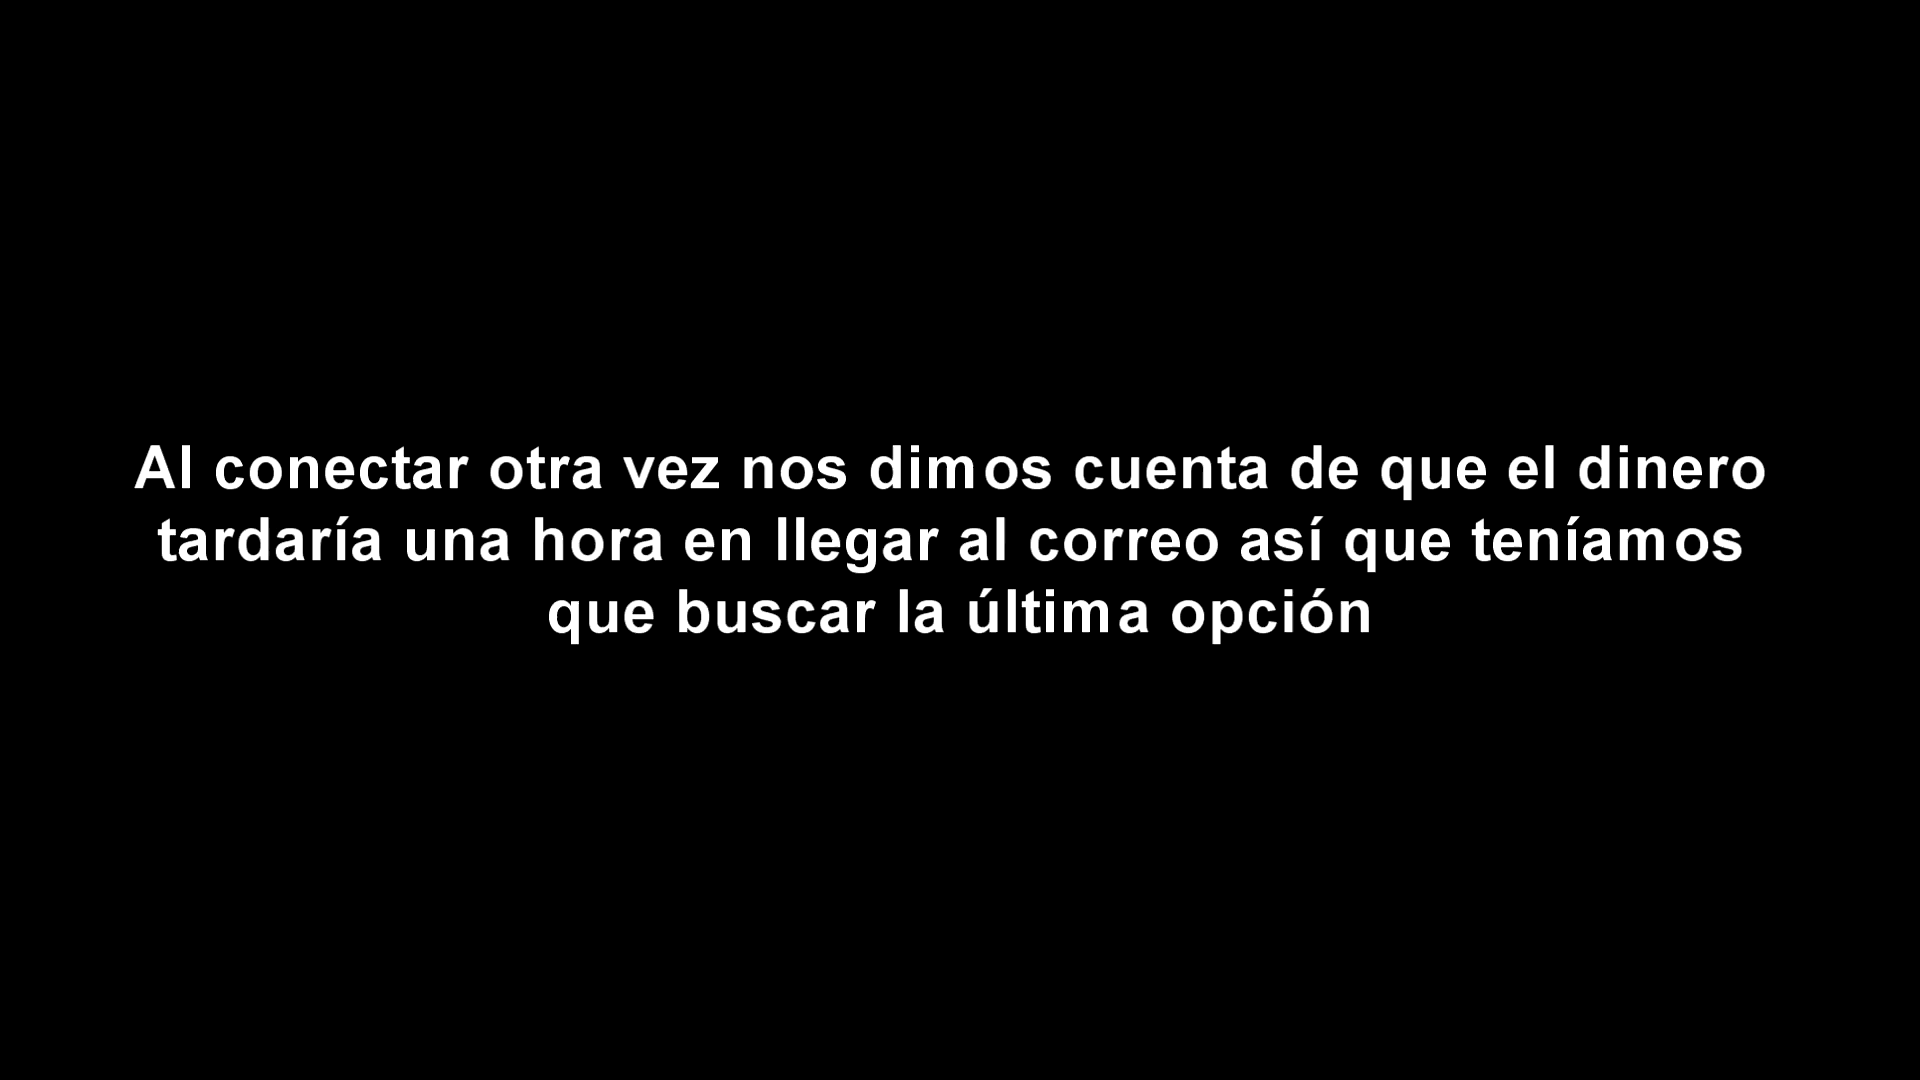 Al conectar otra vez nos dimos cuenta de que el dinero
tardaría una hora en llegar al correo así que teníamos
que buscar la última opción